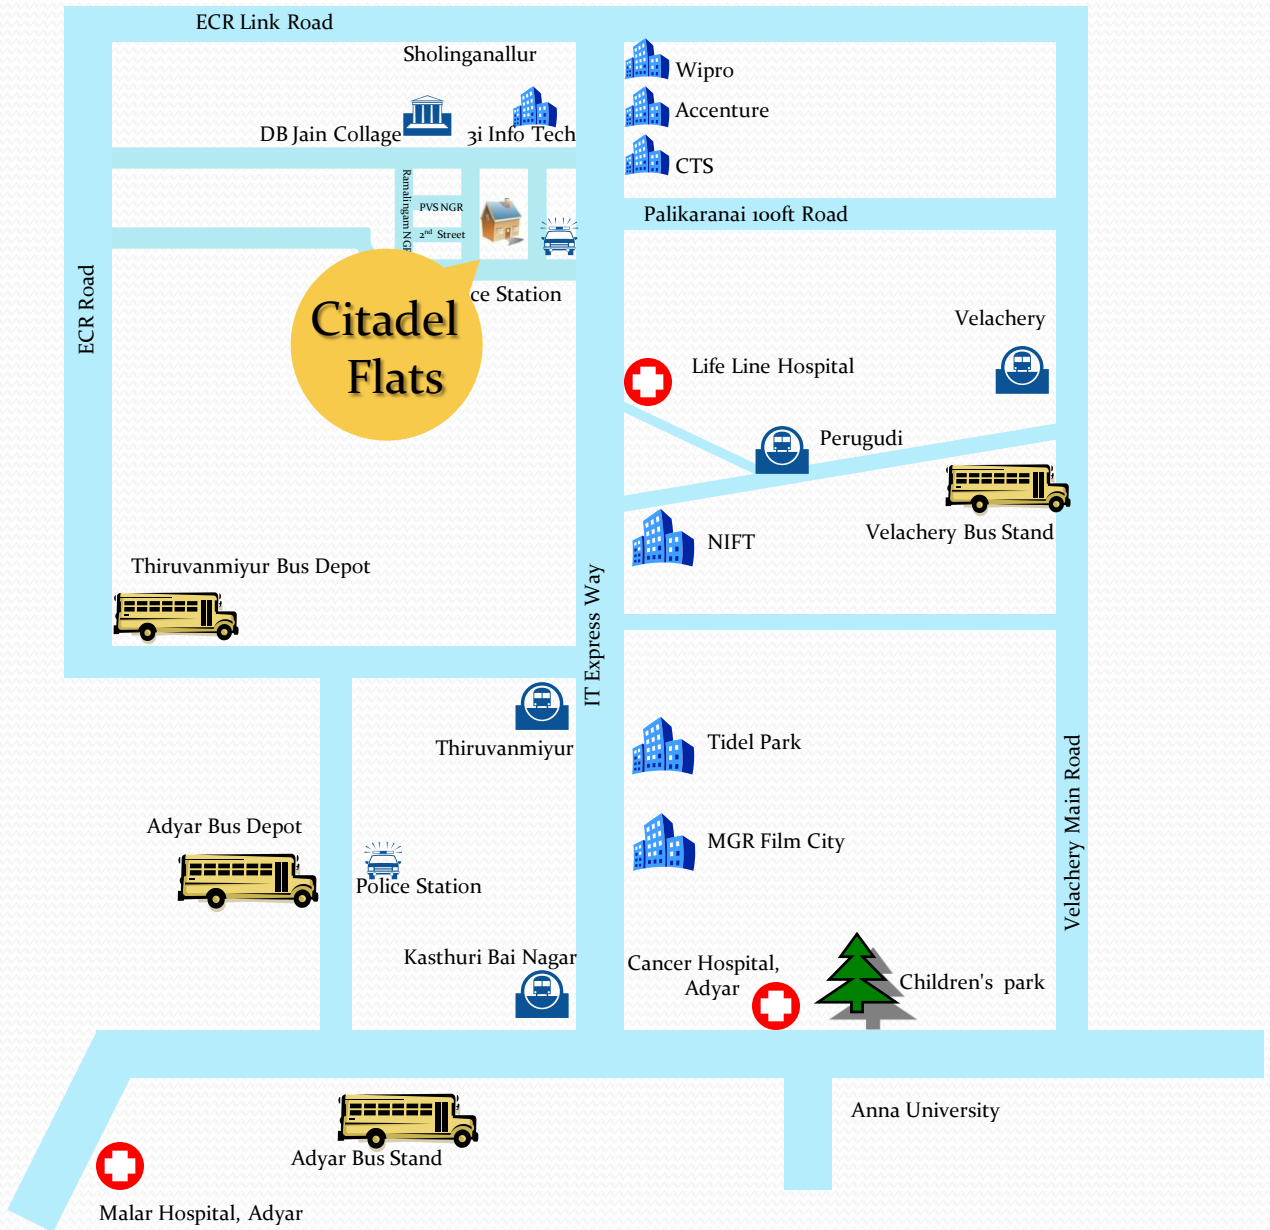 ECR Link Road
Sholinganallur
Wipro
Accenture
DB Jain Collage
3i Info Tech
CTS
Ramalingam NGR
PVS NGR
2nd Street
Palikaranai 100ft Road
ECR Road
ce Station
Citadel
Flats
Velachery
Life Line Hospital
Perugudi
Velachery Bus Stand
NIFT
Thiruvanmiyur Bus Depot
IT Express Way
Thiruvanmiyur
Tidel Park
Velachery Main Road
Adyar Bus Depot
MGR Film City
Police Station
Kasthuri Bai Nagar
Cancer Hospital,
Adyar
Children's park
Anna University
Adyar Bus Stand
Malar Hospital, Adyar